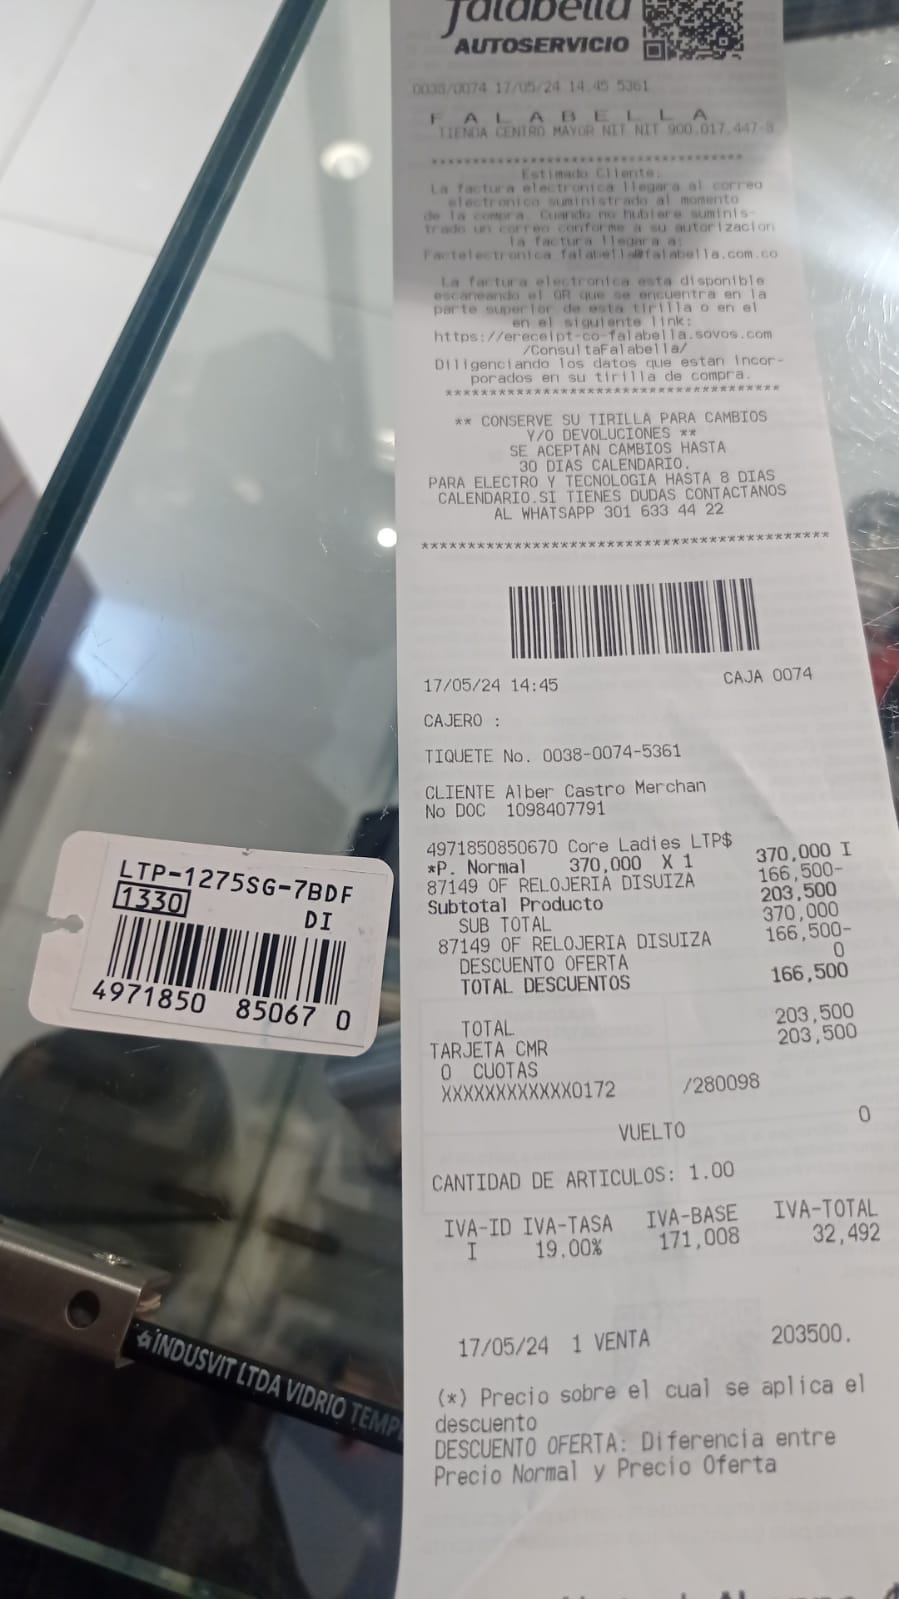 falabella
AUTOSERVICIO
0038/0074 17/05/24 14.45 5361
F A L A B E L L A
TIENDA CENTRO MAYOR NIT NIT 900.017.447-8
***********************************
Estimado Cliente:
La factura electronica llegara al correo
electronico suministrado al momento
de la compra. Cuando no hubiere suminis-
trado un correo conforme a su autorizacion
la factura llegara a:
Factelectronica_falabella@falabella.com.co
La factura electronica esta disponible
escaneando el QR que se encuentra en la
parte superior de esta tirilla o en el
en el siguiente link:
https://ereceipt-co-falabella.sovos.com
/ConsultaFalabella/
Diligenciando los datos que estan incor-
porados en su tirilla de compra.
***************************************
** CONSERVE SU TIRILLA PARA CAMBIOS
Y/O DEVOLUCIONES **
SE ACEPTAN CAMBIOS HASTA
30 DIAS CALENDARIO.
PARA ELECTRO Y TECNOLOGIA HASTA 8 DIAS
CALENDARIO.SI TIENES DUDAS CONTACTANOS
AL WHATSAPP 301 633 44 22
********************************************
17/05/24 14:45 CAJA 0074
CAJERO :
TIQUETE No. 0038-0074-5361
CLIENTE Alber Castro Merchan
No DOC 1098407791
4971850850670 Core Ladies LTP$ 370,000 I
*P. Normal 370,000 X 1
87149 OF RELOJERIA DISUIZA 166,500-
Subtotal Producto 203,500
SUB TOTAL 370,000
87149 OF RELOJERIA DISUIZA 166,500-
DESCUENTO OFERTA 0
TOTAL DESCUENTOS 166,500
TOTAL 203,500
TARJETA CMR 203,500
0 CUOTAS
XXXXXXXXXXXX0172 /280098
VUELTO 0
CANTIDAD DE ARTICULOS: 1.00
IVA-ID IVA-TASA IVA-BASE IVA-TOTAL
I 19.00% 171,008 32,492
17/05/24 1 VENTA 203500.
(*) Precio sobre el cual se aplica el
descuento
DESCUENTO OFERTA: Diferencia entre
Precio Normal y Precio Oferta
LTP-1275SG-7BDF
1330 DI
4971850 85067 0
INDUSVIT LTDA VIDRIO TEMP